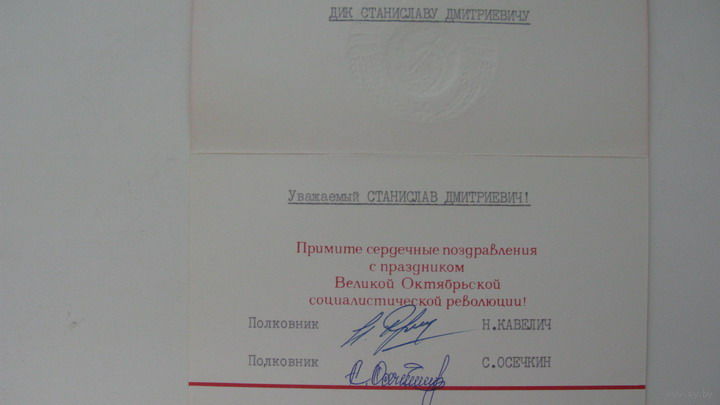 ДИК СТАНИСЛАВУ ДМИТРИЕВИЧУ
Уважаемый СТАНИСЛАВ ДМИТРИЕВИЧ!
Примите сердечные поздравления
с праздником
Великой Октябрьской
социалистической революции!
Полковник Н.КАВЕЛИЧ
Полковник С.ОСЕЧКИН